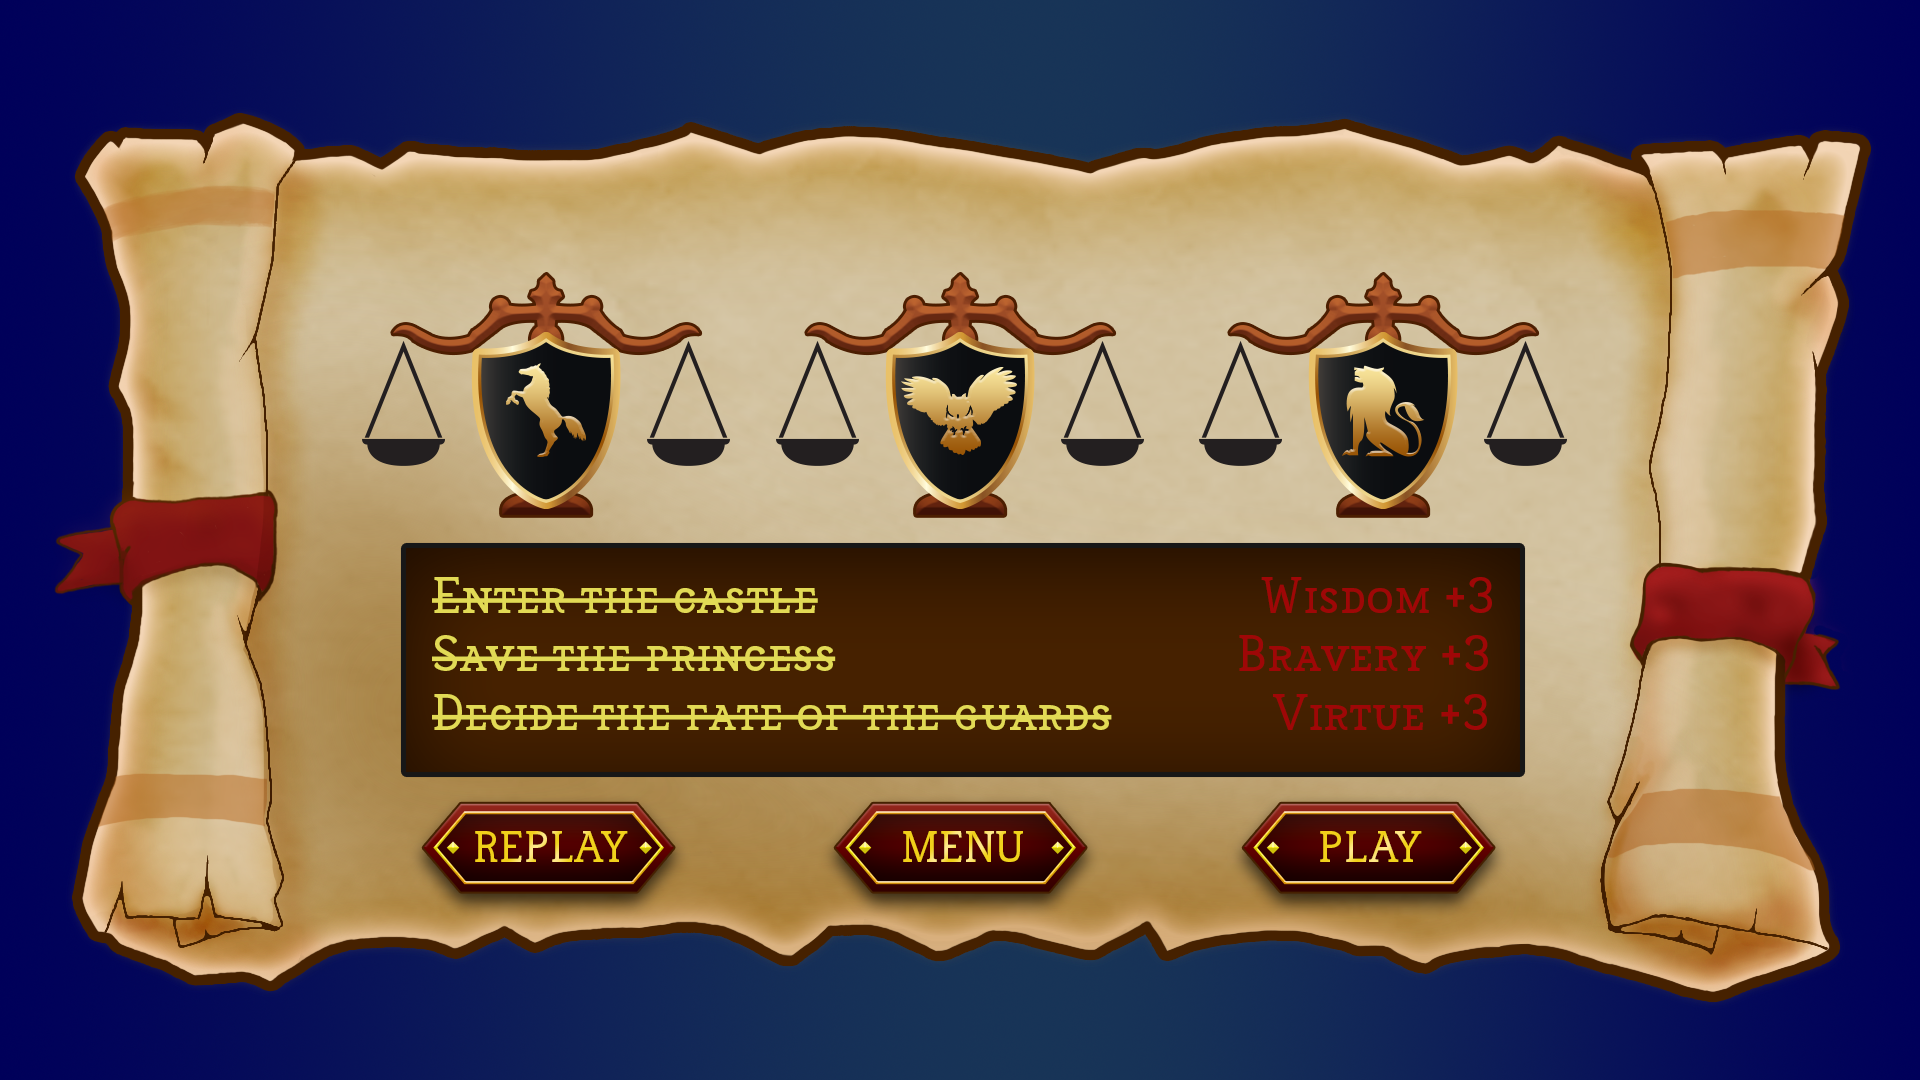 Enter the castle Wisdom +3
Save the princess Bravery +3
Decide the fate of the guards Virtue +3
REPLAY MENU PLAY